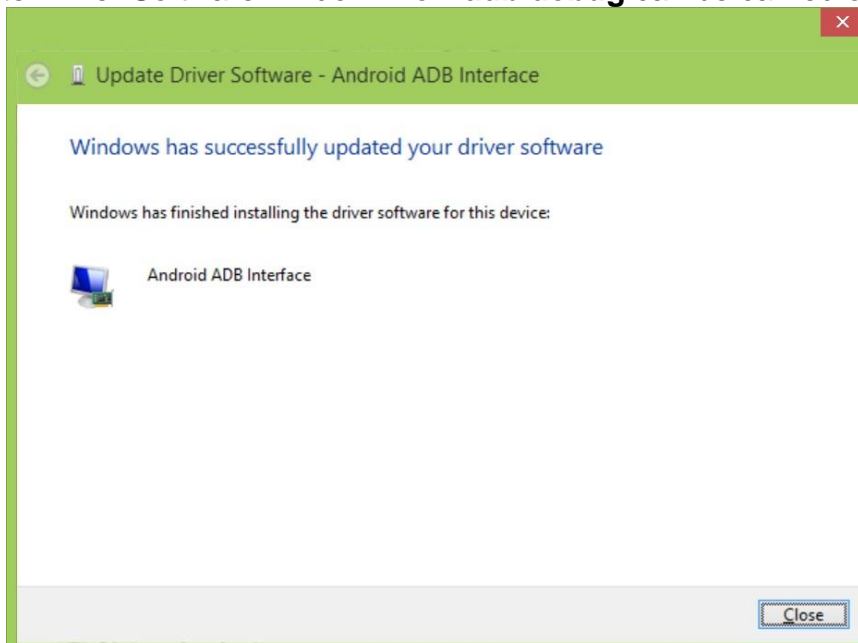 Update Driver Software - Android ADB Interface
Windows has successfully updated your driver software
Windows has finished installing the driver software for this device:
Android ADB Interface
Close